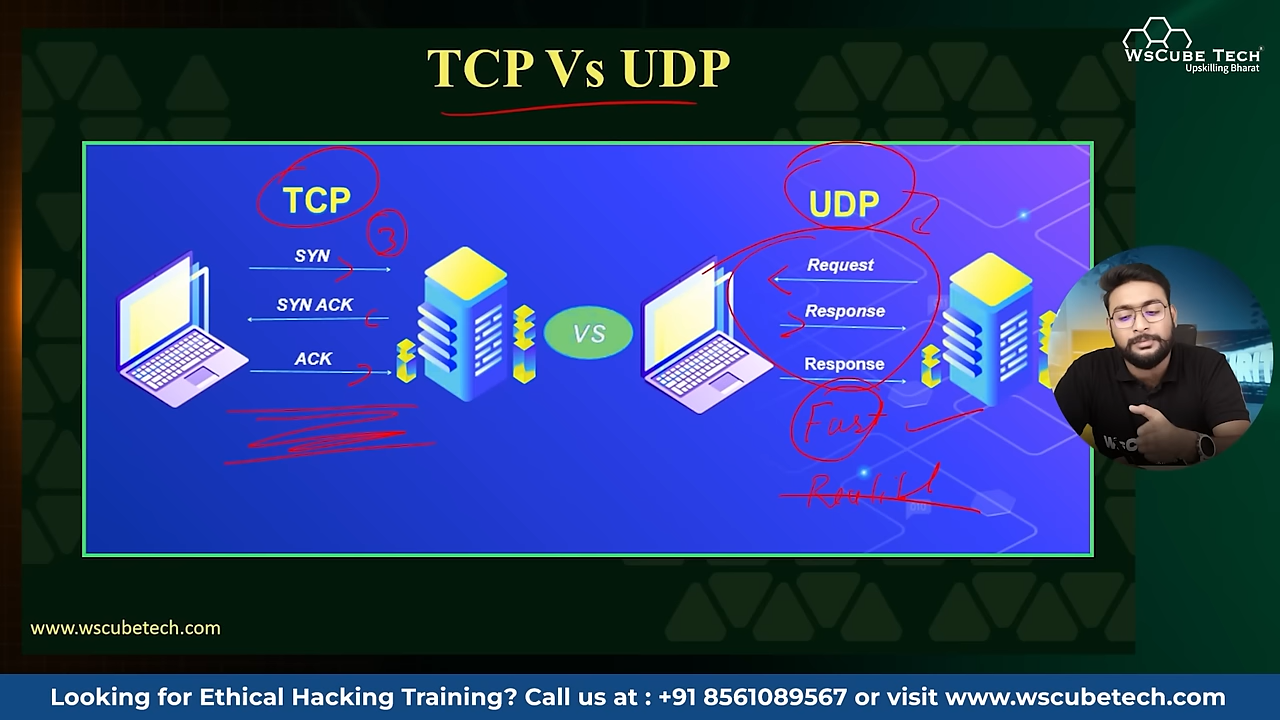 TCP Vs UDP
WSCUBE TECH
Upskilling Bharat
TCP
3
SYN
SYN ACK
ACK
VS
UDP
Request
Response
Response
Fast
www.wscubetech.com
Looking for Ethical Hacking Training? Call us at : +91 8561089567 or visit www.wscubetech.com